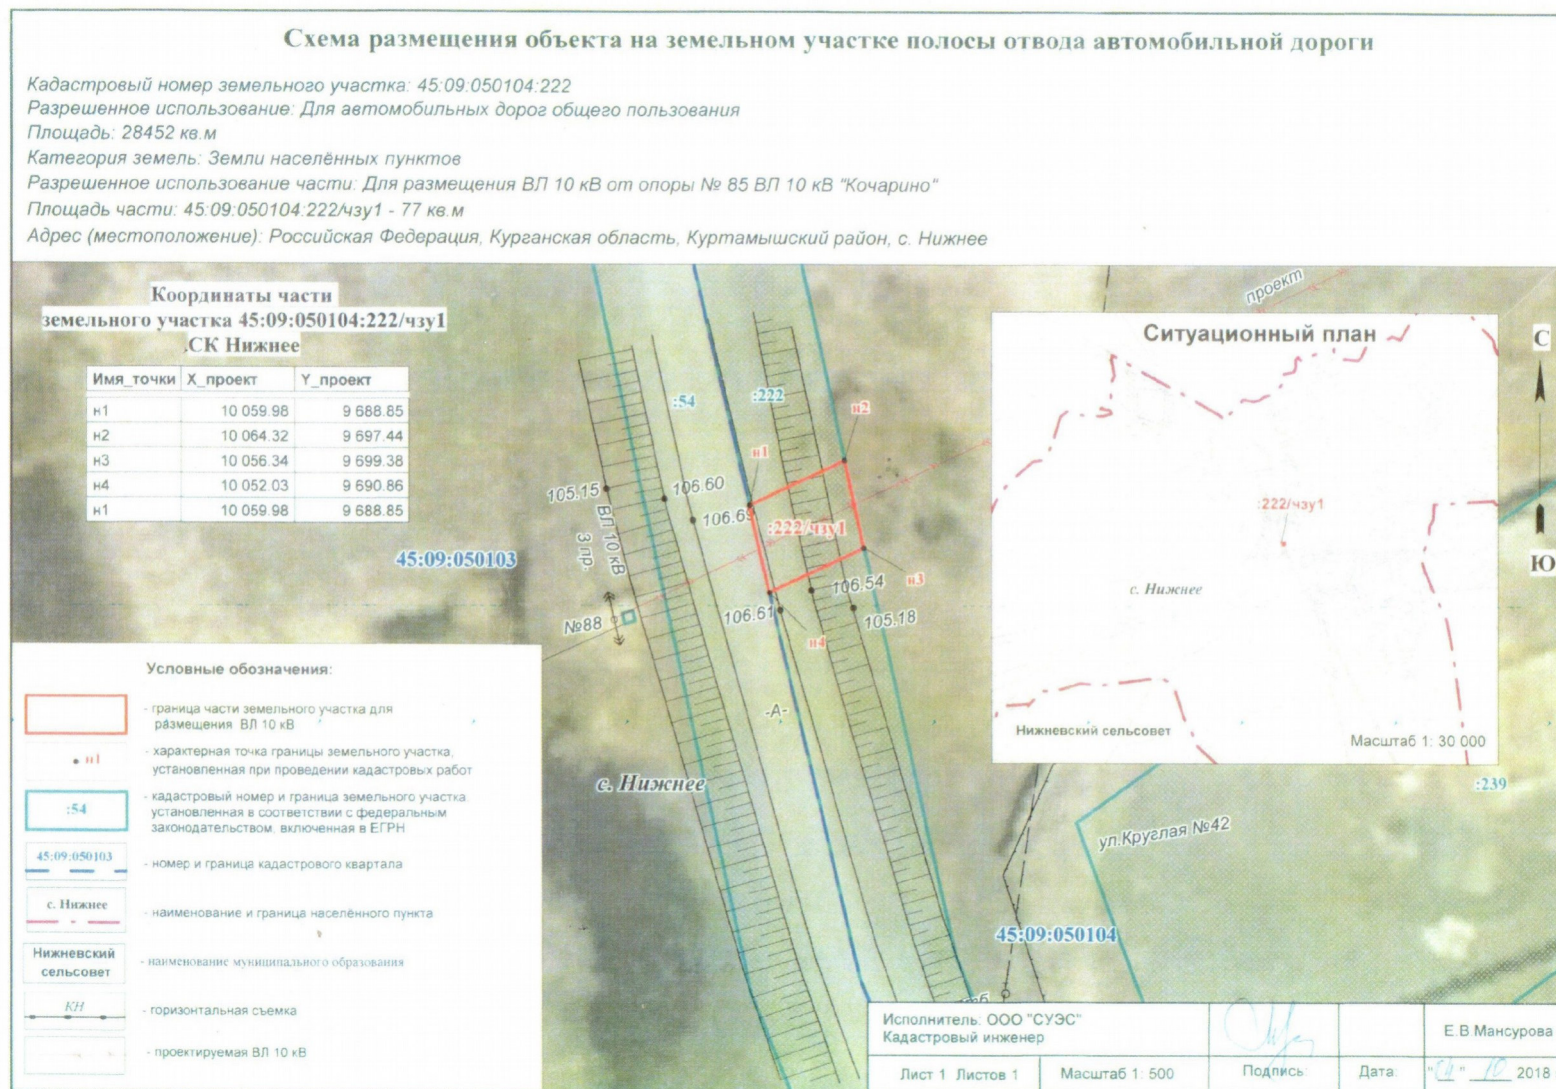 Схема размещения объекта на земельном участке полосы отвода автомобильной дороги
Кадастровый номер земельного участка: 45:09:050104:222
Разрешенное использование: Для автомобильных дорог общего пользования
Площадь: 28452 кв.м
Категория земель: Земли населённых пунктов
Разрешенное использование части: Для размещения ВЛ 10 кВ от опоры № 85 ВЛ 10 кВ "Кочарино"
Площадь части: 45:09:050104:222/чзу1 - 77 кв.м
Адрес (местоположение): Российская Федерация, Курганская область, Куртамышский район, с. Нижнее
Координаты части
земельного участка 45:09:050104:222/чзу1
СК Нижнее
Имя_точки X_проект Y_проект
н1 10 059.98 9 688.85
н2 10 064.32 9 697.44
н3 10 056.34 9 699.38
н4 10 052.03 9 690.86
н1 10 059.98 9 688.85
проект
:54
:222
н2
н1
105.15
106.60
106.69
:222/чзу1
ВЛ 10 кВ
3 пр.
45:09:050103
н3
106.54
106.61
105.18
№88
н4
-А-
с. Нижнее
ул.Круглая №42
:239
45:09:050104
Ситуационный план
:222/чзу1
с. Нижнее
Нижневский сельсовет
Масштаб 1: 30 000
С
Ю
Условные обозначения:
- граница части земельного участка для
размещения ВЛ 10 кВ
н1
- характерная точка границы земельного участка,
установленная при проведении кадастровых работ
:54
- кадастровый номер и граница земельного участка,
установленная в соответствии с федеральным
законодательством, включенная в ЕГРН
45:09:050103
- номер и граница кадастрового квартала
с. Нижнее
- наименование и граница населённого пункта
Нижневский
сельсовет
- наименование муниципального образования
КН
- горизонтальная съемка
- проектируемая ВЛ 10 кВ
Исполнитель: ООО "СУЭС"
Кадастровый инженер
Е.В Мансурова
Лист 1 Листов 1
Масштаб 1: 500
Подпись:
Дата:
2018